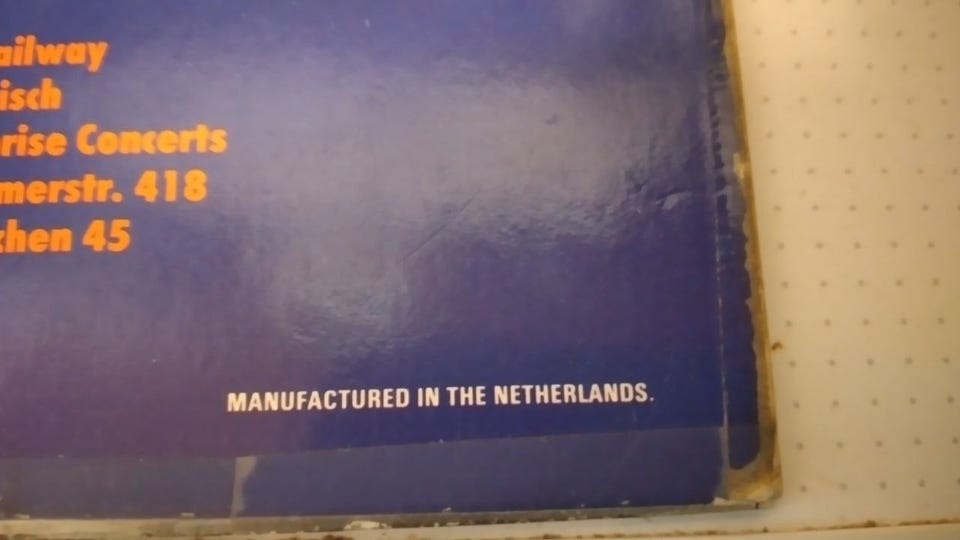 ailway
isch
rise Concerts
merstr. 418
chen 45
MANUFACTURED IN THE NETHERLANDS.